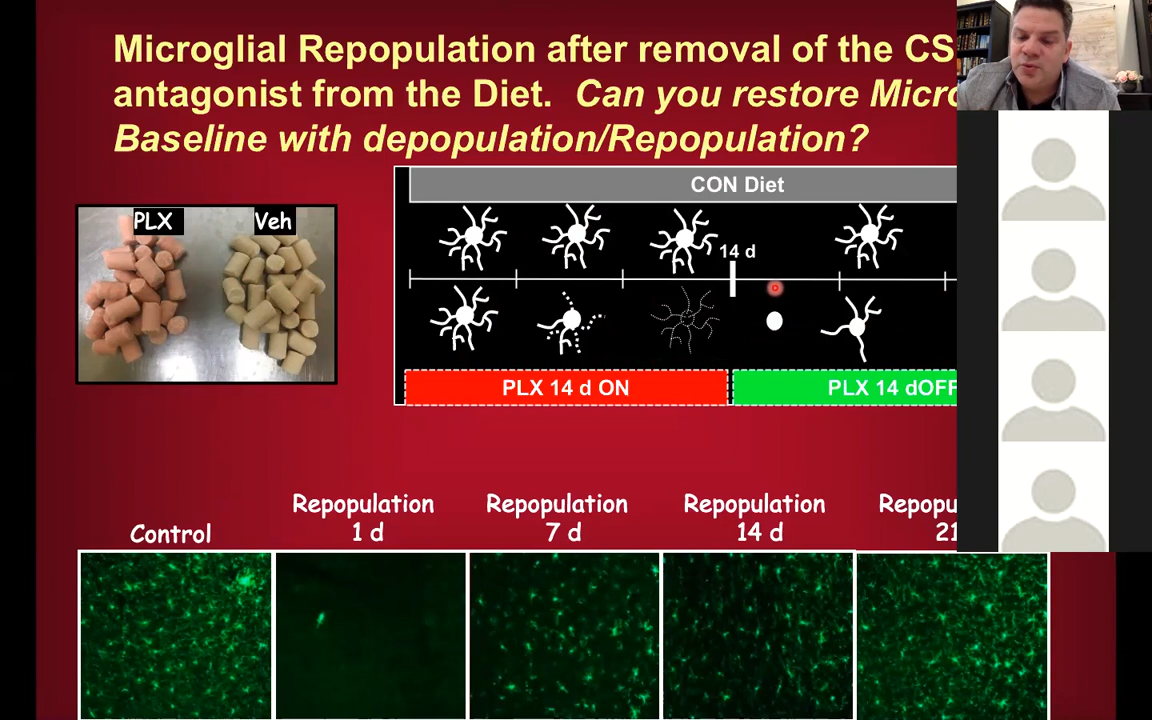 Microglial Repopulation after removal of the CS
antagonist from the Diet. Can you restore Micro
Baseline with depopulation/Repopulation?
PLX
Veh
CON Diet
14 d
PLX 14 d ON
PLX 14 dOFF
Control
Repopulation
1 d
Repopulation
7 d
Repopulation
14 d
Repopu
21